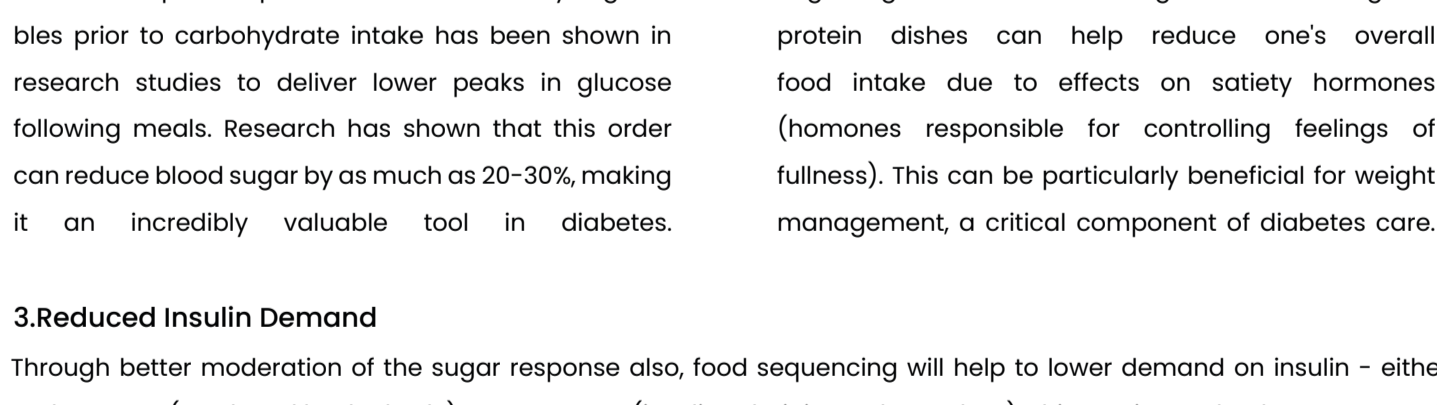 bles prior to carbohydrate intake has been shown in
research studies to deliver lower peaks in glucose
following meals. Research has shown that this order
can reduce blood sugar by as much as 20-30%, making
it an incredibly valuable tool in diabetes.
protein dishes can help reduce one's overall
food intake due to effects on satiety hormones
(homones responsible for controlling feelings of
fullness). This can be particularly beneficial for weight
management, a critical component of diabetes care.
3.Reduced Insulin Demand
Through better moderation of the sugar response also, food sequencing will help to lower demand on insulin - eithe